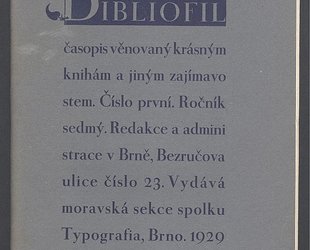 BIBLIOFIL
časopis věnovaný krásným
knihám a jiným zajímavo
stem. Číslo první. Ročník
sedmý. Redakce a admini
strace v Brně, Bezručova
ulice číslo 23. Vydává
moravská sekce spolku
Typografia, Brno. 1929